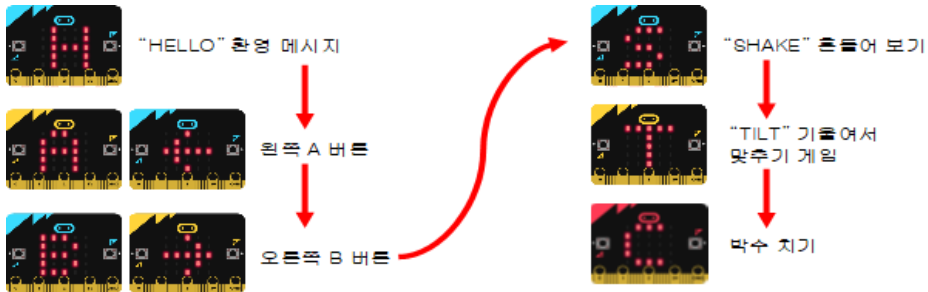 “HELLO” 환영 메시지
왼쪽 A 버튼
오른쪽 B 버튼
“SHAKE” 흔들어 보기
“TILT” 기울여서
맞추기 게임
박수 치기